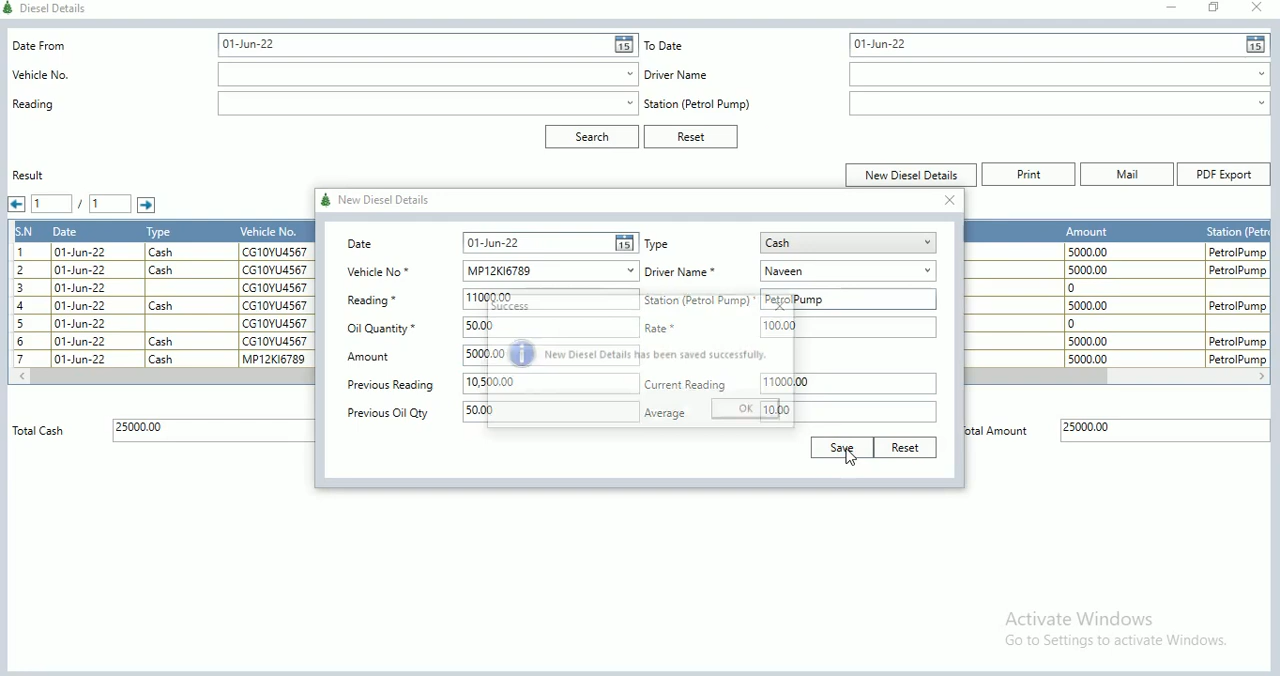 Diesel Details
Date From 01-Jun-22 15 To Date 01-Jun-22 15
Vehicle No. Driver Name
Reading Station (Petrol Pump)
Search Reset
Result New Diesel Details Print Mail PDF Export
1 / 1
S.N Date Type Vehicle No. Amount Station (Petr
1 01-Jun-22 Cash CG10YU4567 5000.00 PetrolPump
2 01-Jun-22 Cash CG10YU4567 5000.00 PetrolPump
3 01-Jun-22 CG10YU4567 0
4 01-Jun-22 Cash CG10YU4567 5000.00 PetrolPump
5 01-Jun-22 CG10YU4567 0
6 01-Jun-22 Cash CG10YU4567 5000.00 PetrolPump
7 01-Jun-22 Cash MP12KI6789 5000.00 PetrolPump
Total Cash 25000.00 otal Amount 25000.00
New Diesel Details
Date 01-Jun-22 15 Type Cash
Vehicle No * MP12KI6789 Driver Name * Naveen
Reading * 11000.00 Station (Petrol Pump) * PetrolPump
Oil Quantity * 50.00 Rate * 100.00
Amount 5000.00
Previous Reading 10,500.00 Current Reading 11000.00
Previous Oil Qty 50.00 Average 10.00
Save Reset
Success
New Diesel Details has been saved successfully.
OK
Activate Windows
Go to Settings to activate Windows.